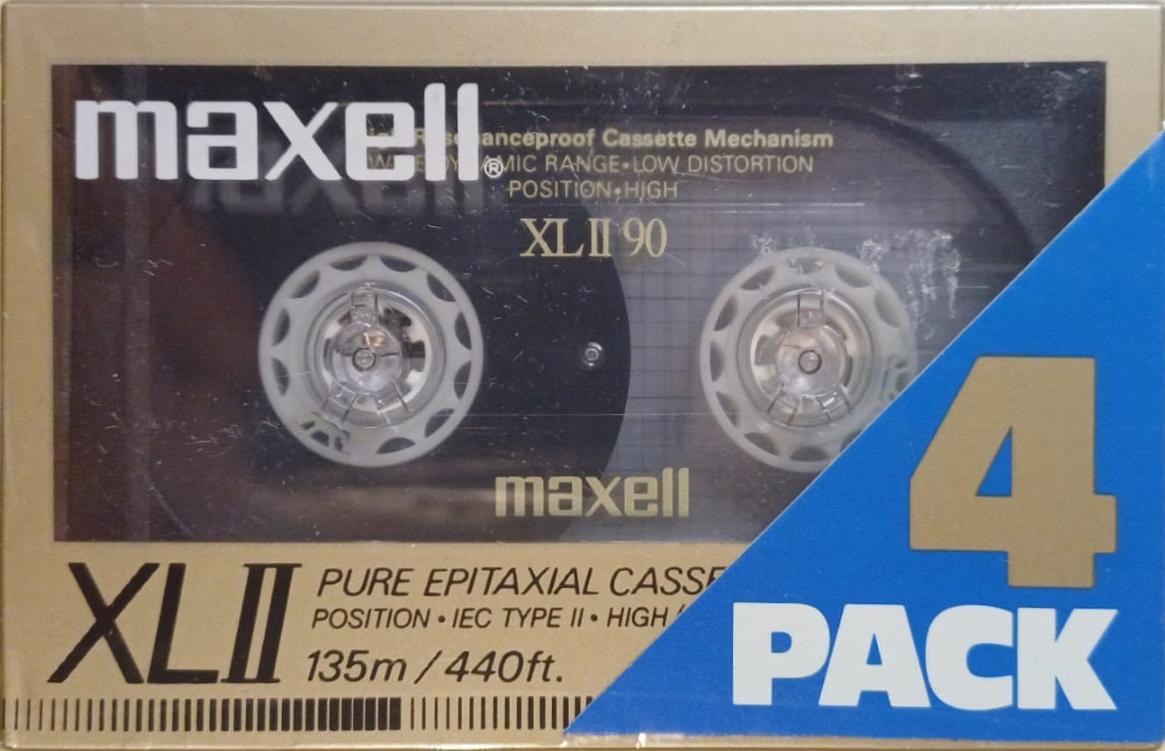 maxell®
anceproof Cassette Mechanism
MIC RANGE•LOW DISTORTION
POSITION•HIGH
XL II 90
maxell
4
PACK
XL II
PURE EPITAXIAL CASSE
POSITION • IEC TYPE II • HIGH
135m / 440ft.